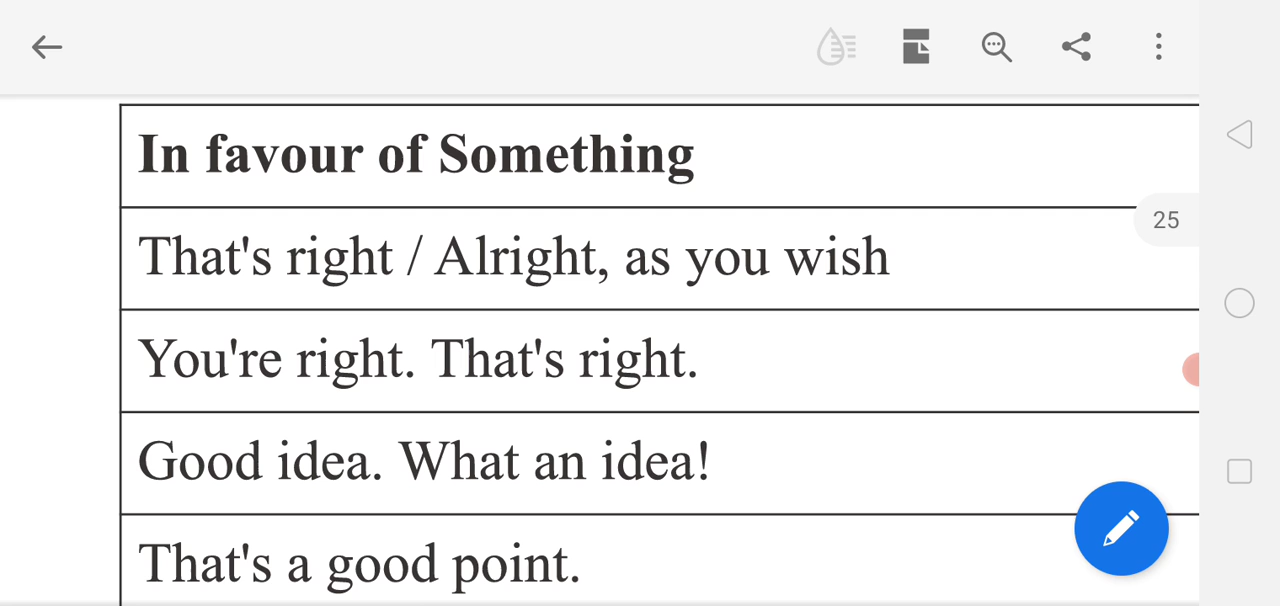 In favour of Something
25
That's right / Alright, as you wish
You're right. That's right.
Good idea. What an idea!
That's a good point.